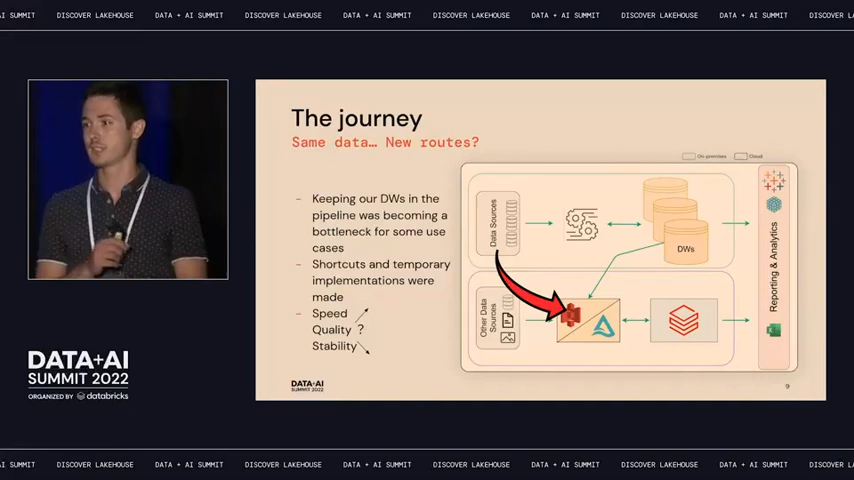 AI SUMMIT DISCOVER LAKEHOUSE DATA + AI SUMMIT DISCOVER LAKEHOUSE DATA + AI SUMMIT DISCOVER LAKEHOUSE DATA + AI SUMMIT DISCOVER LAKEHOUSE DATA + AI SUMMIT DISCOVER L
The journey
Same data… New routes?
On premises Cloud
– Keeping our DWs in the
pipeline was becoming a
bottleneck for some use
cases
– Shortcuts and temporary
implementations were
made
– Speed
Quality ?
Stability
Data Sources
DWs
Other Data
Sources
Reporting & Analytics
DATA+AI
SUMMIT 2022
9
DATA+AI
SUMMIT 2022
ORGANIZED BY databricks
AI SUMMIT DISCOVER LAKEHOUSE DATA + AI SUMMIT DISCOVER LAKEHOUSE DATA + AI SUMMIT DISCOVER LAKEHOUSE DATA + AI SUMMIT DISCOVER LAKEHOUSE DATA + AI SUMMIT DISCOVER L